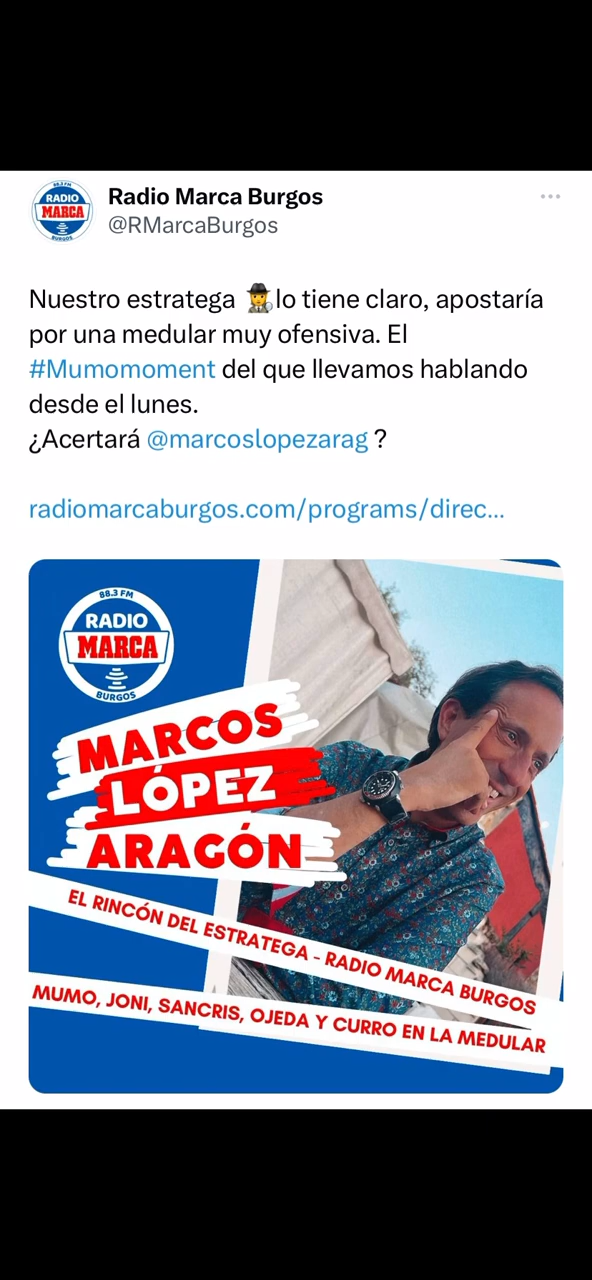 Radio Marca Burgos
@RMarcaBurgos
Nuestro estratega 🕵️lo tiene claro, apostaría
por una medular muy ofensiva. El
#Mumomoment del que llevamos hablando
desde el lunes.
¿Acertará @marcoslopezarag ?
radiomarcaburgos.com/programs/direc...
88.3 FM
RADIO
MARCA
BURGOS
MARCOS
LÓPEZ
ARAGÓN
EL RINCÓN DEL ESTRATEGA - RADIO MARCA BURGOS
MUMO, JONI, SANCRIS, OJEDA Y CURRO EN LA MEDULAR